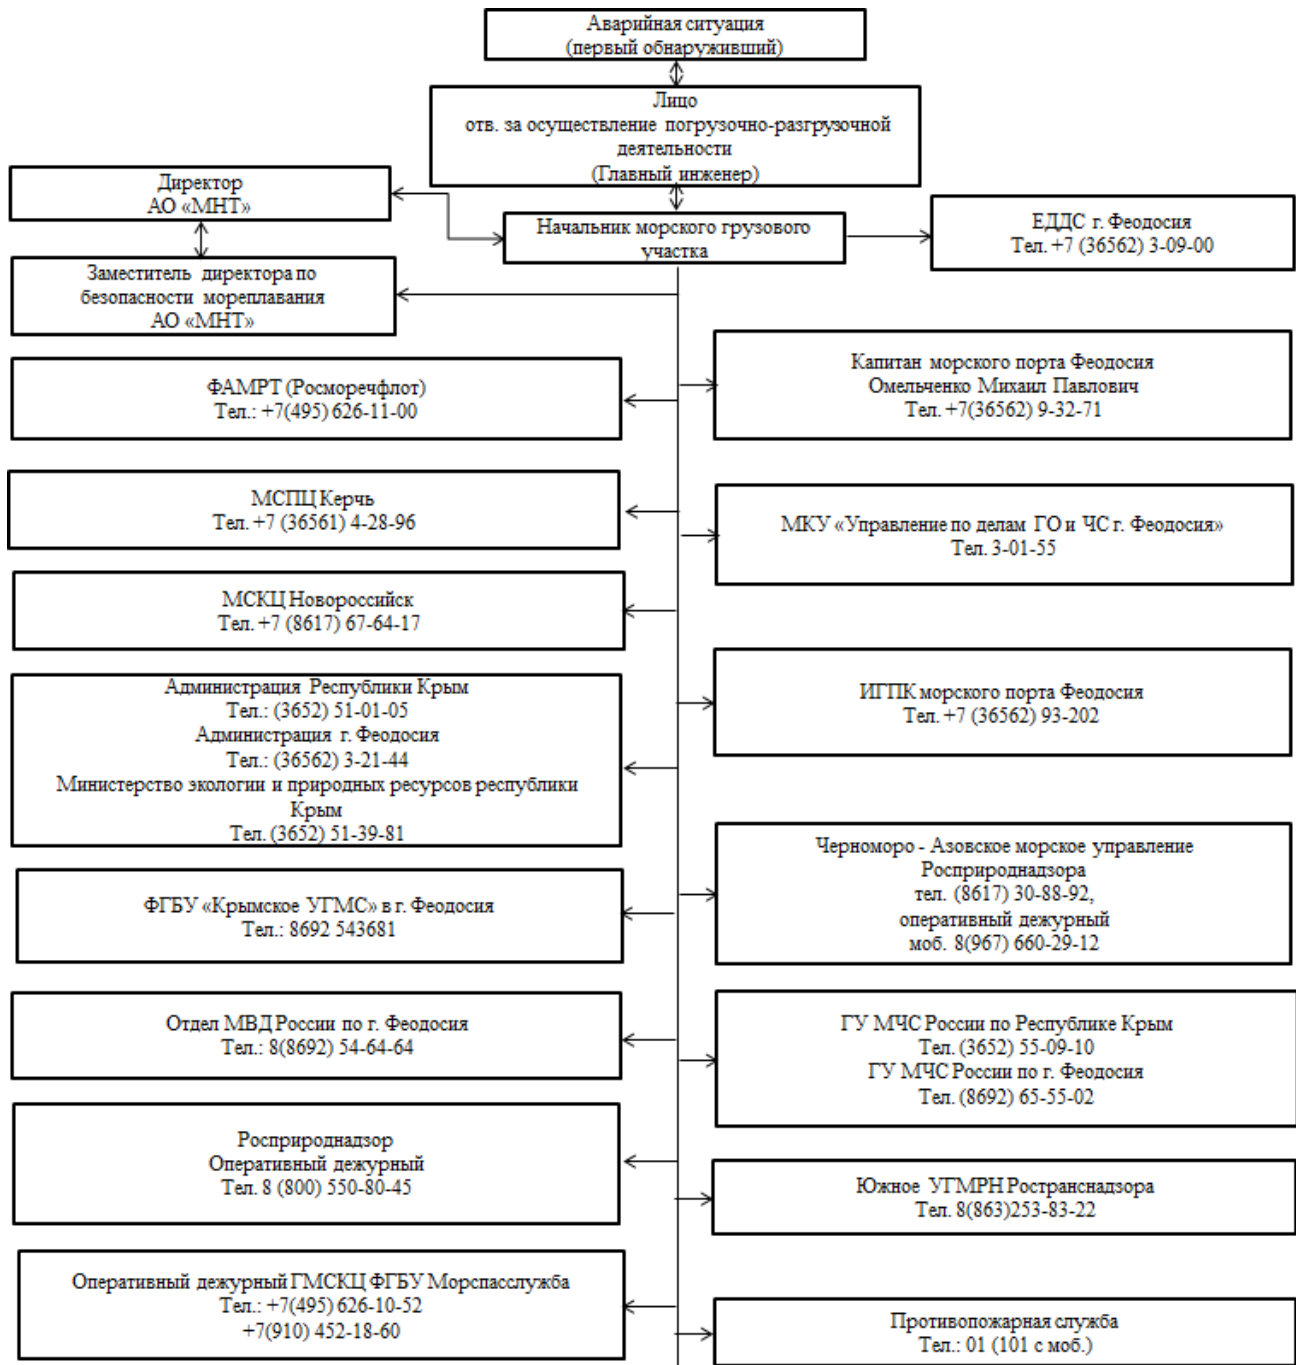 Аварийная ситуация
(первый обнаруживший)
Лицо
отв. за осуществление погрузочно-разгрузочной
деятельности
(Главный инженер)
Директор
АО «МНТ»
Начальник морского грузового
участка
ЕДДС г. Феодосия
Тел. +7 (36562) 3-09-00
Заместитель директора по
безопасности мореплавания
АО «МНТ»
Капитан морского порта Феодосия
Омельченко Михаил Павлович
Тел. +7(36562) 9-32-71
ФАМРТ (Росморечфлот)
Тел.: +7(495) 626-11-00
МСПЦ Керчь
Тел. +7 (36561) 4-28-96
МКУ «Управление по делам ГО и ЧС г. Феодосия»
Тел. 3-01-55
МСКЦ Новороссийск
Тел. +7 (8617) 67-64-17
ИГПК морского порта Феодосия
Тел. +7 (36562) 93-202
Администрация Республики Крым
Тел.: (3652) 51-01-05
Администрация г. Феодосия
Тел.: (36562) 3-21-44
Министерство экологии и природных ресурсов республики
Крым
Тел. (3652) 51-39-81
Черноморо - Азовское морское управление
Росприроднадзора
тел. (8617) 30-88-92,
оперативный дежурный
моб. 8(967) 660-29-12
ФГБУ «Крымское УГМС» в г. Феодосия
Тел.: 8692 543681
Отдел МВД России по г. Феодосия
Тел.: 8(8692) 54-64-64
ГУ МЧС России по Республике Крым
Тел. (3652) 55-09-10
ГУ МЧС России по г. Феодосия
Тел. (8692) 65-55-02
Росприроднадзор
Оперативный дежурный
Тел. 8 (800) 550-80-45
Южное УГМРН Ространснадзора
Тел. 8(863)253-83-22
Оперативный дежурный ГМСКЦ ФГБУ Морспасслужба
Тел.: +7(495) 626-10-52
+7(910) 452-18-60
Противопожарная служба
Тел.: 01 (101 с моб.)